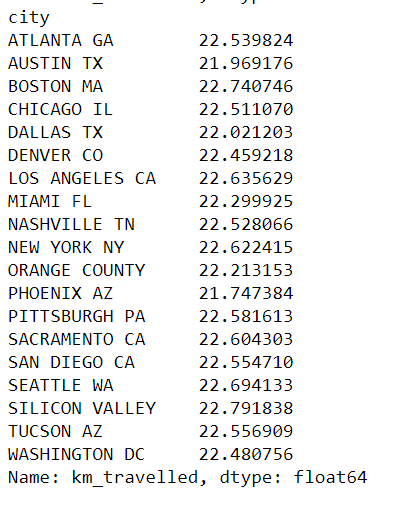 city
ATLANTA GA 22.539824
AUSTIN TX 21.969176
BOSTON MA 22.740746
CHICAGO IL 22.511070
DALLAS TX 22.021203
DENVER CO 22.459218
LOS ANGELES CA 22.635629
MIAMI FL 22.299925
NASHVILLE TN 22.528066
NEW YORK NY 22.622415
ORANGE COUNTY 22.213153
PHOENIX AZ 21.747384
PITTSBURGH PA 22.581613
SACRAMENTO CA 22.604303
SAN DIEGO CA 22.554710
SEATTLE WA 22.694133
SILICON VALLEY 22.791838
TUCSON AZ 22.556909
WASHINGTON DC 22.480756
Name: km_travelled, dtype: float64